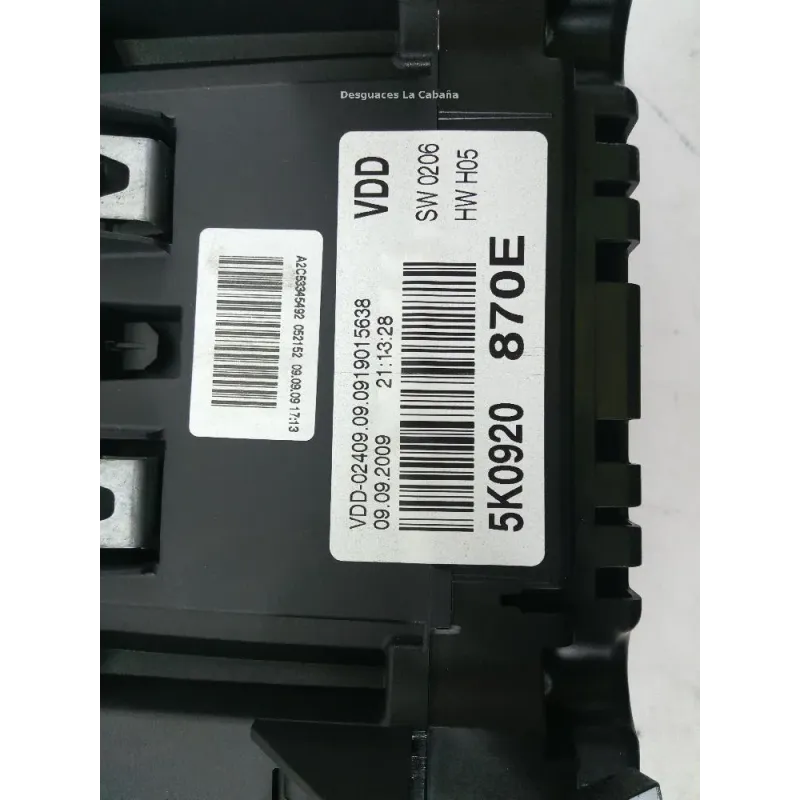 Desguaces La Cabaña
A2C53345492 052152 09.09.09 17:13
VDD-02409.09.0919015638
09.09.2009 21:13:28
VDD
SW 0206
HW H05
5K0920 870E